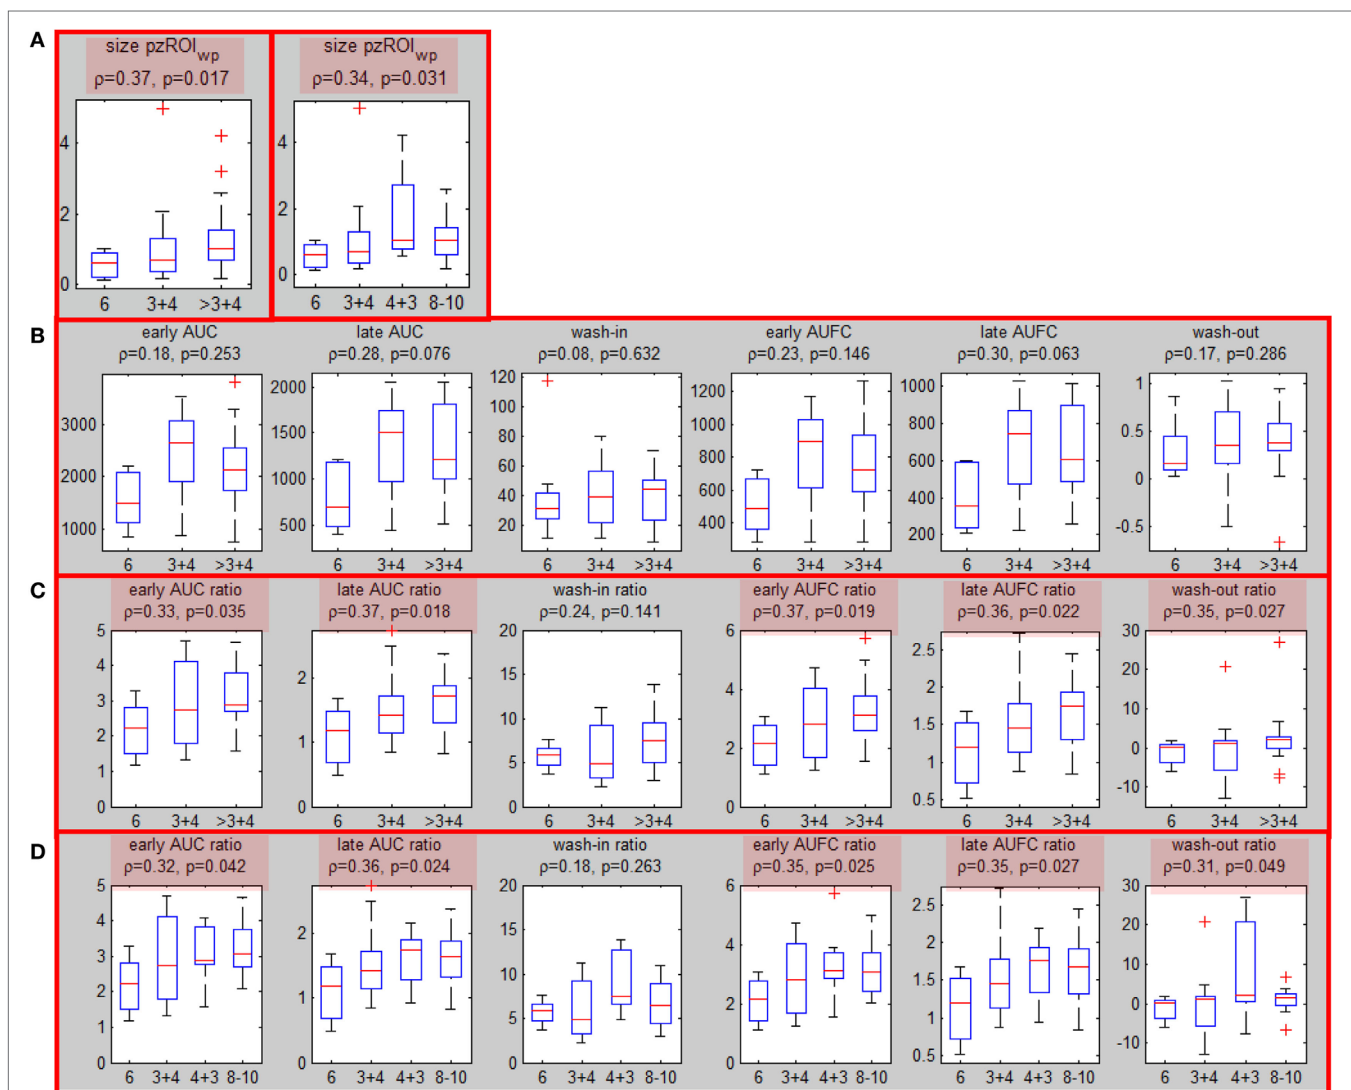 A
size pzROIwp
ρ=0.37, p=0.017
4
2
0
6 3+4 >3+4
size pzROIwp
ρ=0.34, p=0.031
4
2
0
6 3+4 4+3 8-10
B
early AUC
ρ=0.18, p=0.253
3000
2000
1000
6 3+4 >3+4
late AUC
ρ=0.28, p=0.076
2000
1500
1000
500
6 3+4 >3+4
wash-in
ρ=0.08, p=0.632
120
100
80
60
40
20
6 3+4 >3+4
early AUFC
ρ=0.23, p=0.146
1200
1000
800
600
400
6 3+4 >3+4
late AUFC
ρ=0.30, p=0.063
1000
800
600
400
200
6 3+4 >3+4
wash-out
ρ=0.17, p=0.286
1
0.5
0
-0.5
6 3+4 >3+4
C
early AUC ratio
ρ=0.33, p=0.035
5
4
3
2
1
0
6 3+4 >3+4
late AUC ratio
ρ=0.37, p=0.018
2
1
0
6 3+4 >3+4
wash-in ratio
ρ=0.24, p=0.141
20
15
10
5
0
6 3+4 >3+4
early AUFC ratio
ρ=0.37, p=0.019
6
4
2
0
6 3+4 >3+4
late AUFC ratio
ρ=0.36, p=0.022
2.5
2
1.5
1
0.4
6 3+4 >3+4
wash-out ratio
ρ=0.35, p=0.027
30
20
10
0
-10
6 3+4 >3+4
D
early AUC ratio
ρ=0.32, p=0.042
5
4
3
2
1
0
6 3+4 4+3 8-10
late AUC ratio
ρ=0.36, p=0.024
2
1
0
6 3+4 4+3 8-10
wash-in ratio
ρ=0.18, p=0.263
20
15
10
5
0
6 3+4 4+3 8-10
early AUFC ratio
ρ=0.35, p=0.025
6
4
2
0
6 3+4 4+3 8-10
late AUFC ratio
ρ=0.35, p=0.027
2.5
2
1.5
1
0.5
6 3+4 4+3 8-10
wash-out ratio
ρ=0.31, p=0.049
30
20
10
0
-10
6 3+4 4+3 8-10